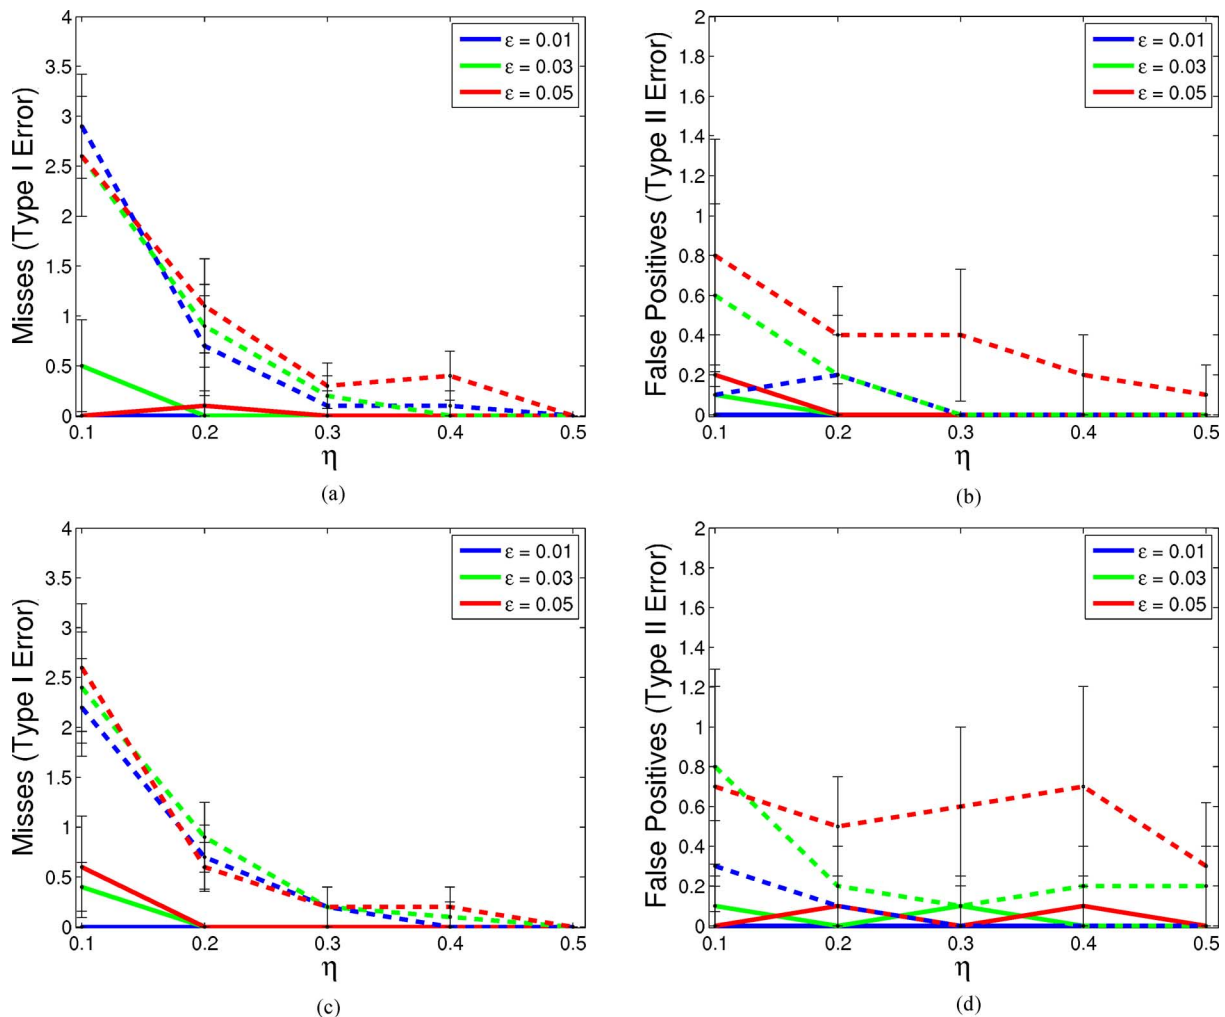 4
3.5
3
2.5
2
1.5
1
0.5
0
Misses (Type I Error)
0.1 0.2 0.3 0.4 0.5
η
ε = 0.01
ε = 0.03
ε = 0.05
(a)
2
1.8
1.6
1.4
1.2
1
0.8
0.6
0.4
0.2
0
False Positives (Type II Error)
0.1 0.2 0.3 0.4 0.5
η
ε = 0.01
ε = 0.03
ε = 0.05
(b)
4
3.5
3
2.5
2
1.5
1
0.5
0
Misses (Type I Error)
0.1 0.2 0.3 0.4 0.5
η
ε = 0.01
ε = 0.03
ε = 0.05
(c)
2
1.8
1.6
1.4
1.2
1
0.8
0.6
0.4
0.2
0
False Positives (Type II Error)
0.1 0.2 0.3 0.4 0.5
η
ε = 0.01
ε = 0.03
ε = 0.05
(d)